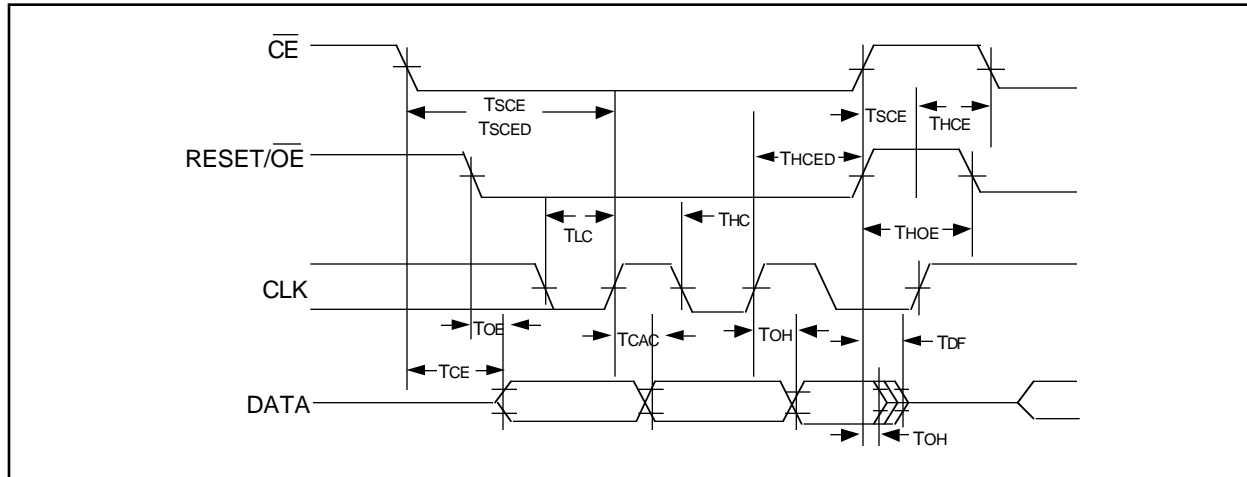 CE
TSCE
TSCED
TSCE
THCE
RESET/OE
THCED
TLC
THC
THOE
CLK
TOE
TCAC
TOH
TDF
TCE
DATA
TOH